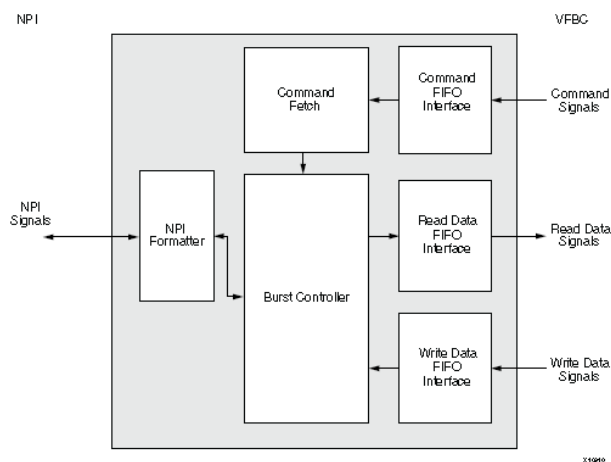 NPI
VFBC
Command
Fetch
Command
FIFO
Interface
Command
Signals
NPI
Signals
NPI
Formatter
Burst Controller
Read Data
FIFO
Interface
Read Data
Signals
Write Data
FIFO
Interface
Write Data
Signals